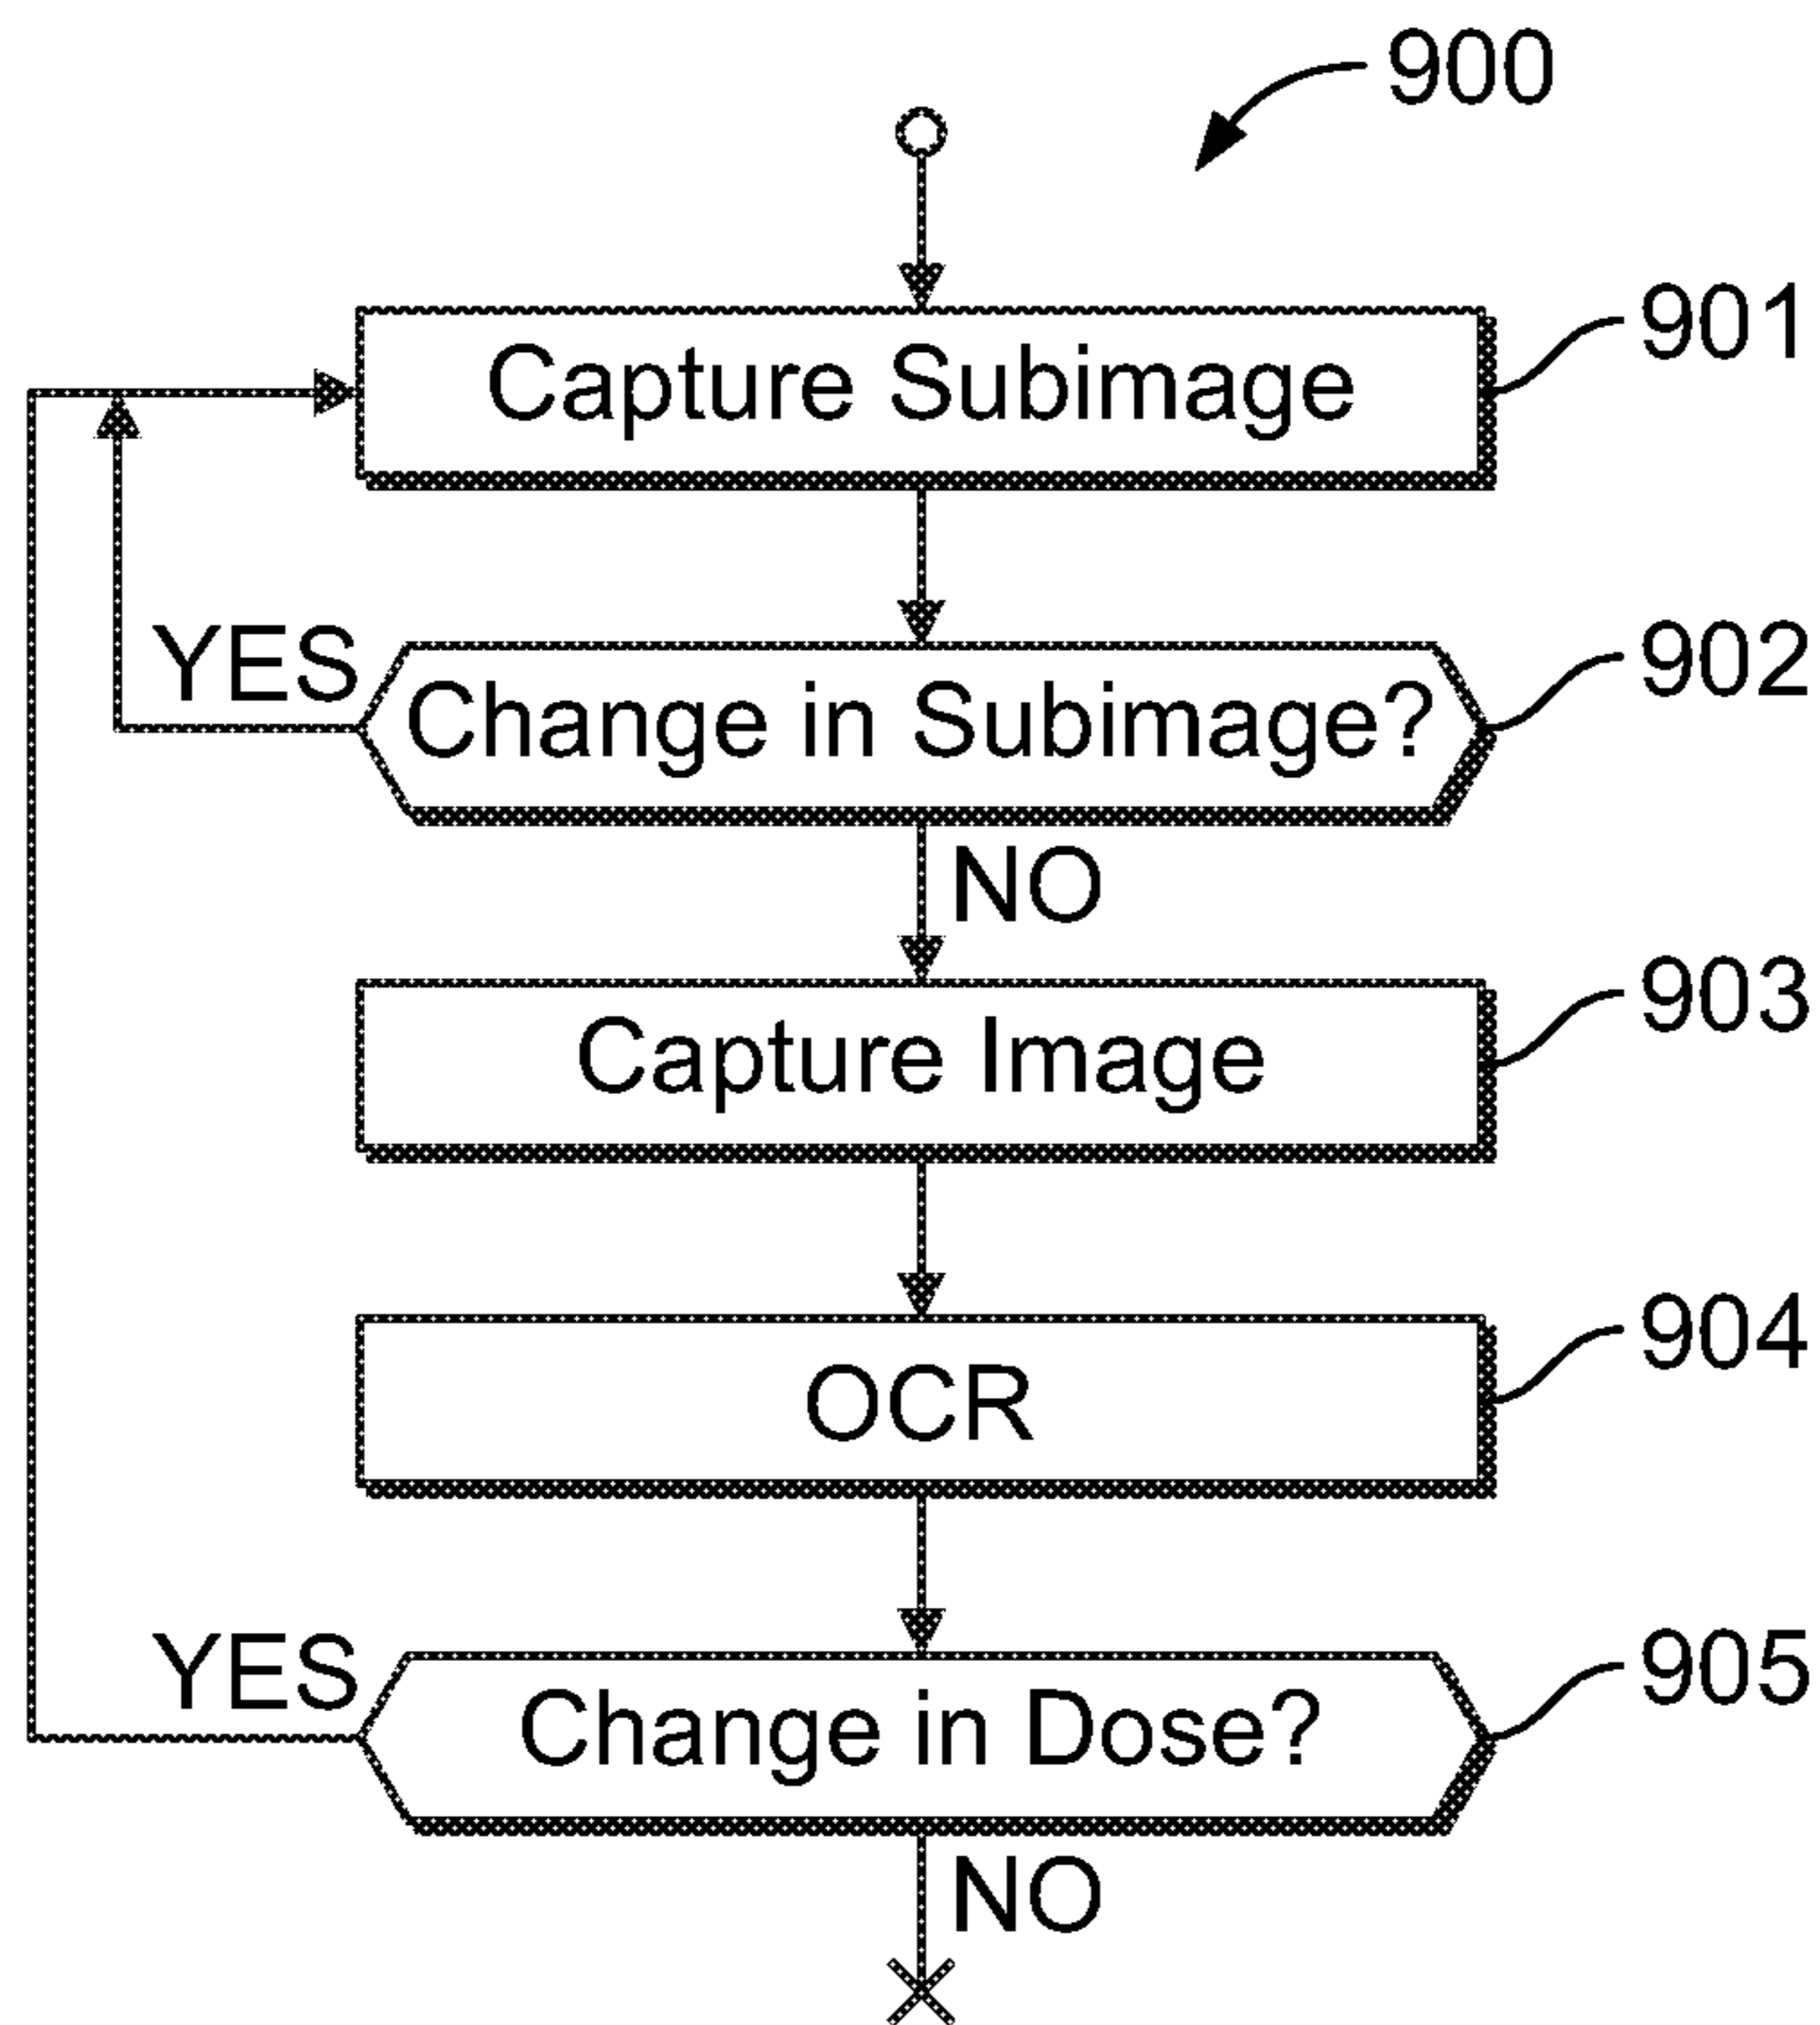 900
Capture Subimage
901
YES
Change in Subimage?
902
NO
Capture Image
903
OCR
904
YES
Change in Dose?
905
NO